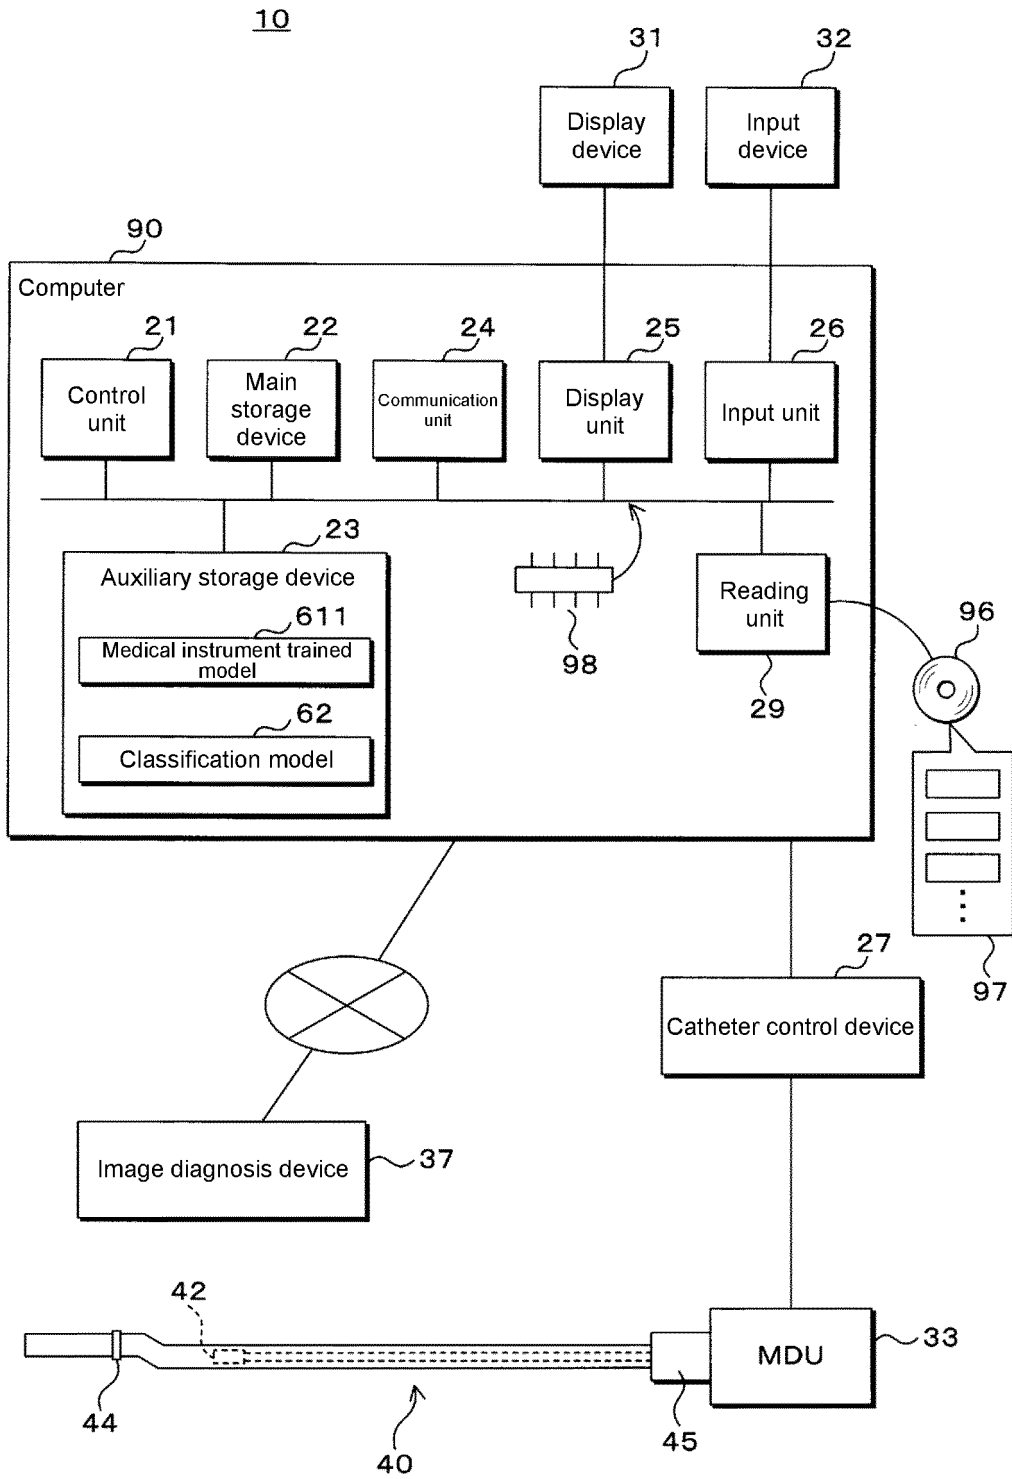 10
31
32
Display
device
Input
device
90
Computer
21
22
24
25
26
Control
unit
Main
storage
device
Communication
unit
Display
unit
Input unit
23
Auxiliary storage device
611
Medical instrument trained
model
62
Classification model
98
Reading
unit
29
96
97
27
Catheter control device
Image diagnosis device
37
42
44
40
45
MDU
33